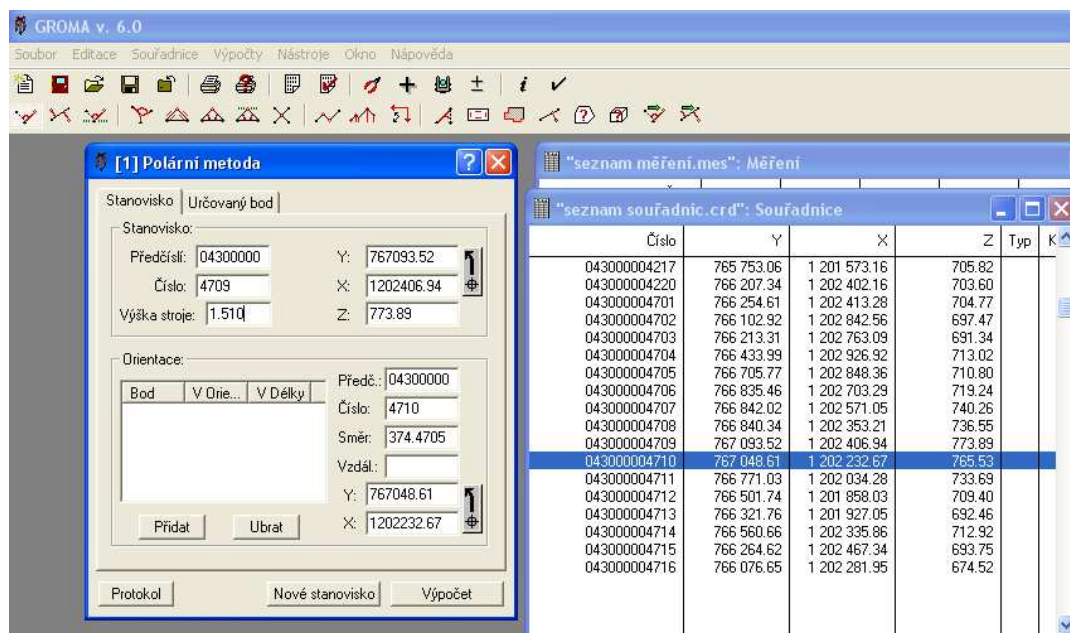 GROMA v. 6.0
Soubor Editace Souřadnice Výpočty Nástroje Okno Nápověda
[1] Polární metoda
Stanovisko Určovaný bod
Stanovisko:
Předčíslí: 04300000 Y: 767093.52
Číslo: 4709 X: 1202406.94
Výška stroje: 1.510 Z: 773.89
Orientace:
Bod V Orie... V Délky
Předč.: 04300000
Číslo: 4710
Směr: 374.4705
Vzdál.:
Y: 767048.61
X: 1202232.67
Přidat Ubrat
Protokol Nové stanovisko Výpočet
"seznam měření.mes": Měření
"seznam souřadnic.crd": Souřadnice
Číslo Y X Z Typ K
043000004217 765 753.06 1 201 573.16 705.82
043000004220 766 207.34 1 202 402.16 703.60
043000004701 766 254.61 1 202 413.28 704.77
043000004702 766 102.92 1 202 842.56 697.47
043000004703 766 213.31 1 202 763.09 691.34
043000004704 766 433.99 1 202 926.92 713.02
043000004705 766 705.77 1 202 848.36 710.80
043000004706 766 835.46 1 202 703.29 719.24
043000004707 766 842.02 1 202 571.05 740.26
043000004708 766 840.34 1 202 353.21 736.55
043000004709 767 093.52 1 202 406.94 773.89
043000004710 767 048.61 1 202 232.67 765.53
043000004711 766 771.03 1 202 034.28 733.69
043000004712 766 501.74 1 201 858.03 709.40
043000004713 766 321.76 1 201 927.05 692.46
043000004714 766 560.66 1 202 335.86 712.92
043000004715 766 264.62 1 202 467.34 693.75
043000004716 766 076.65 1 202 281.95 674.52